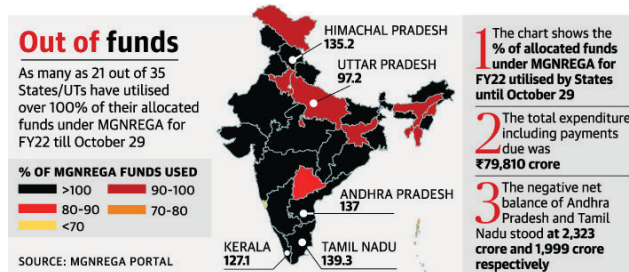 Out of funds
As many as 21 out of 35
States/UTs have utilised
over 100% of their allocated
funds under MGNREGA for
FY22 till October 29
% OF MGNREGA FUNDS USED
>100
90-100
80-90
70-80
<70
SOURCE: MGNREGA PORTAL
HIMACHAL PRADESH
135.2
UTTAR PRADESH
97.2
ANDHRA PRADESH
137
KERALA
127.1
TAMIL NADU
139.3
1
The chart shows the
% of allocated funds
under MGNREGA for
FY22 utilised by States
until October 29
2
The total expenditure
including payments
due was
₹79,810 crore
3
The negative net
balance of Andhra
Pradesh and Tamil
Nadu stood at 2,323
crore and 1,999 crore
respectively